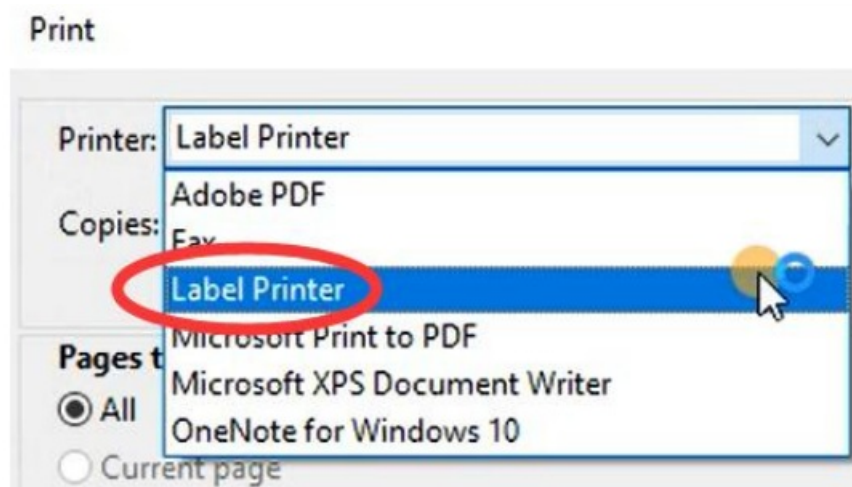 Print
Printer: Label Printer
Adobe PDF
Copies:
Fax
Label Printer
Microsoft Print to PDF
Pages t
Microsoft XPS Document Writer
All
OneNote for Windows 10
Current page